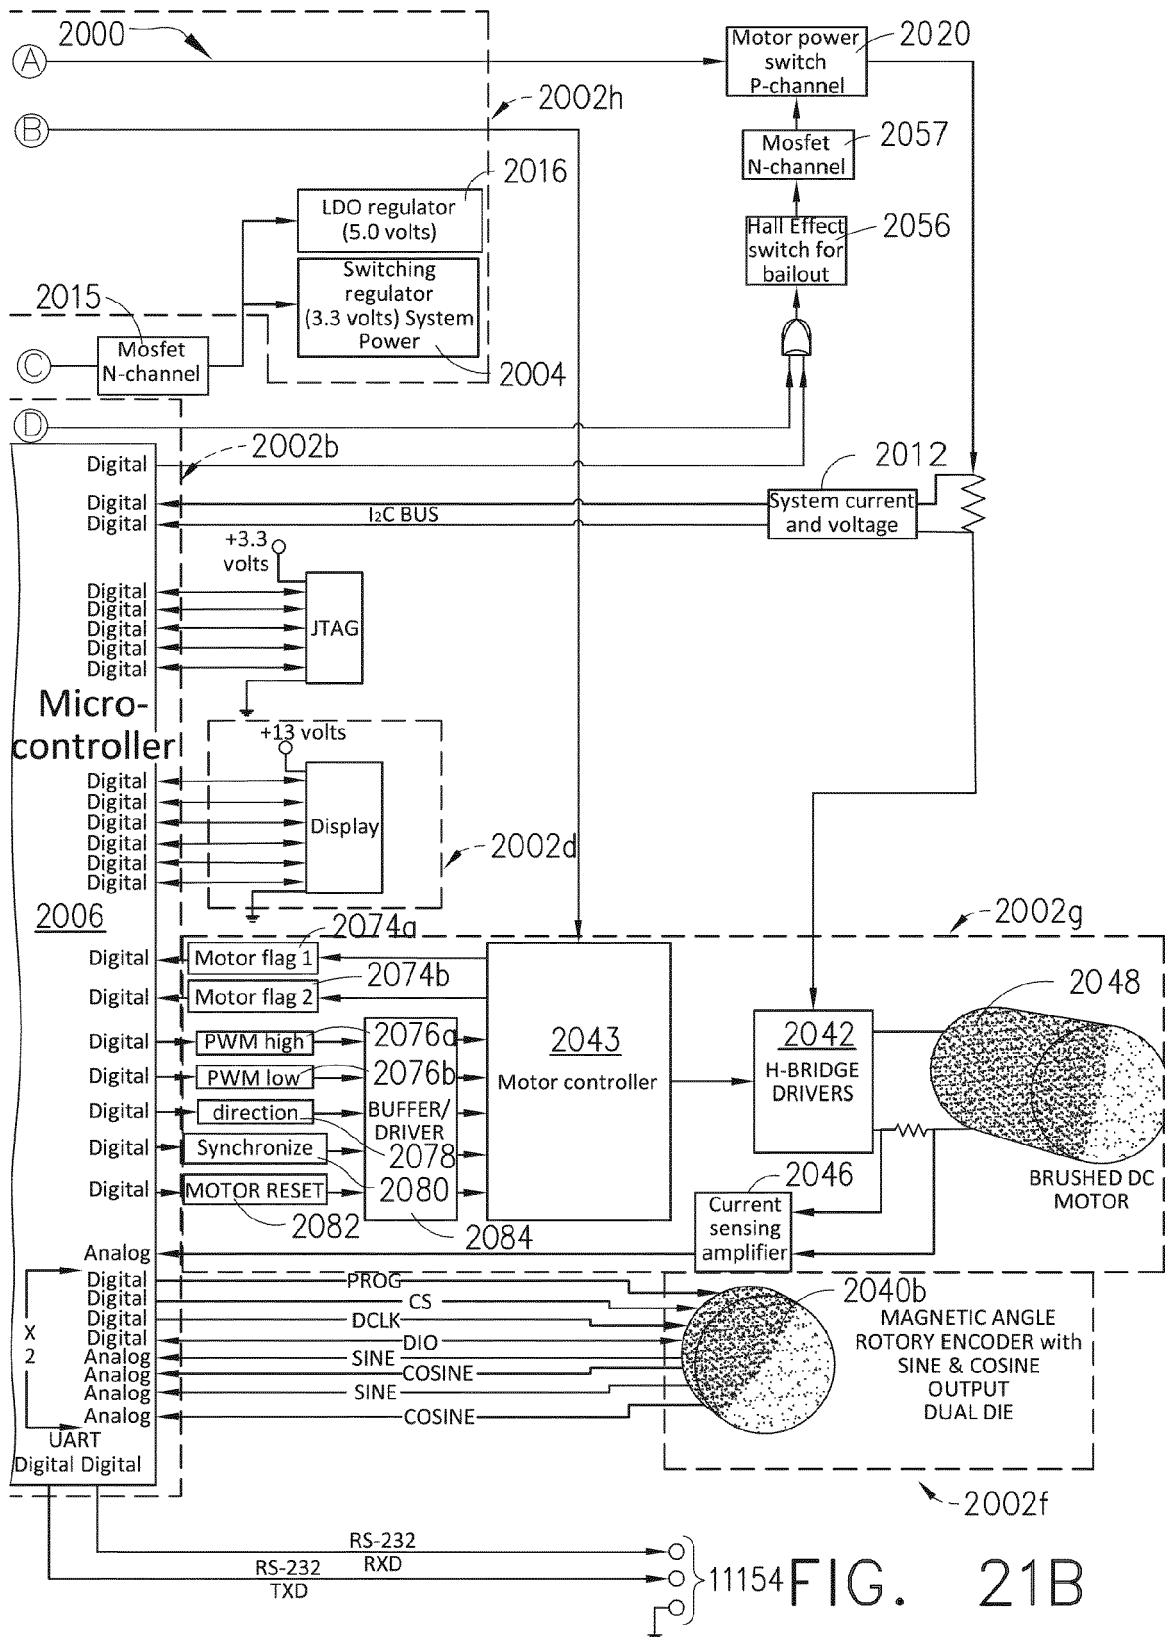 2000
A
Motor power
switch
P-channel
2020
2002h
B
Mosfet
N-channel
2057
2016
LDO regulator
(5.0 volts)
Hall Effect
switch for
bailout
2056
Switching
regulator
(3.3 volts) System
Power
2004
2015
C
Mosfet
N-channel
D
2002b
Digital
2012
Digital
Digital
I2C BUS
System current
and voltage
+3.3
volts
Digital
Digital
Digital
Digital
Digital
JTAG
Micro-
controller
+13 volts
Digital
Digital
Digital
Digital
Digital
Digital
Display
2002d
2006
2002g
2074a
Digital
Motor flag 1
2074b
Digital
Motor flag 2
2048
Digital
PWM high
2076a
2043
Motor controller
2042
H-BRIDGE
DRIVERS
Digital
PWM low
2076b
Digital
direction
BUFFER/
DRIVER
2078
Digital
Synchronize
2080
Digital
MOTOR RESET
2082
2084
2046
Current
sensing
amplifier
BRUSHED DC
MOTOR
Analog
Digital
PROG
Digital
CS
Digital
DCLK
Digital
DIO
Analog
SINE
Analog
COSINE
Analog
SINE
Analog
COSINE
X
2
2040b
MAGNETIC ANGLE
ROTORY ENCODER with
SINE & COSINE
OUTPUT
DUAL DIE
UART
Digital Digital
2002f
RS-232
RXD
RS-232
TXD
11154
FIG. 21B